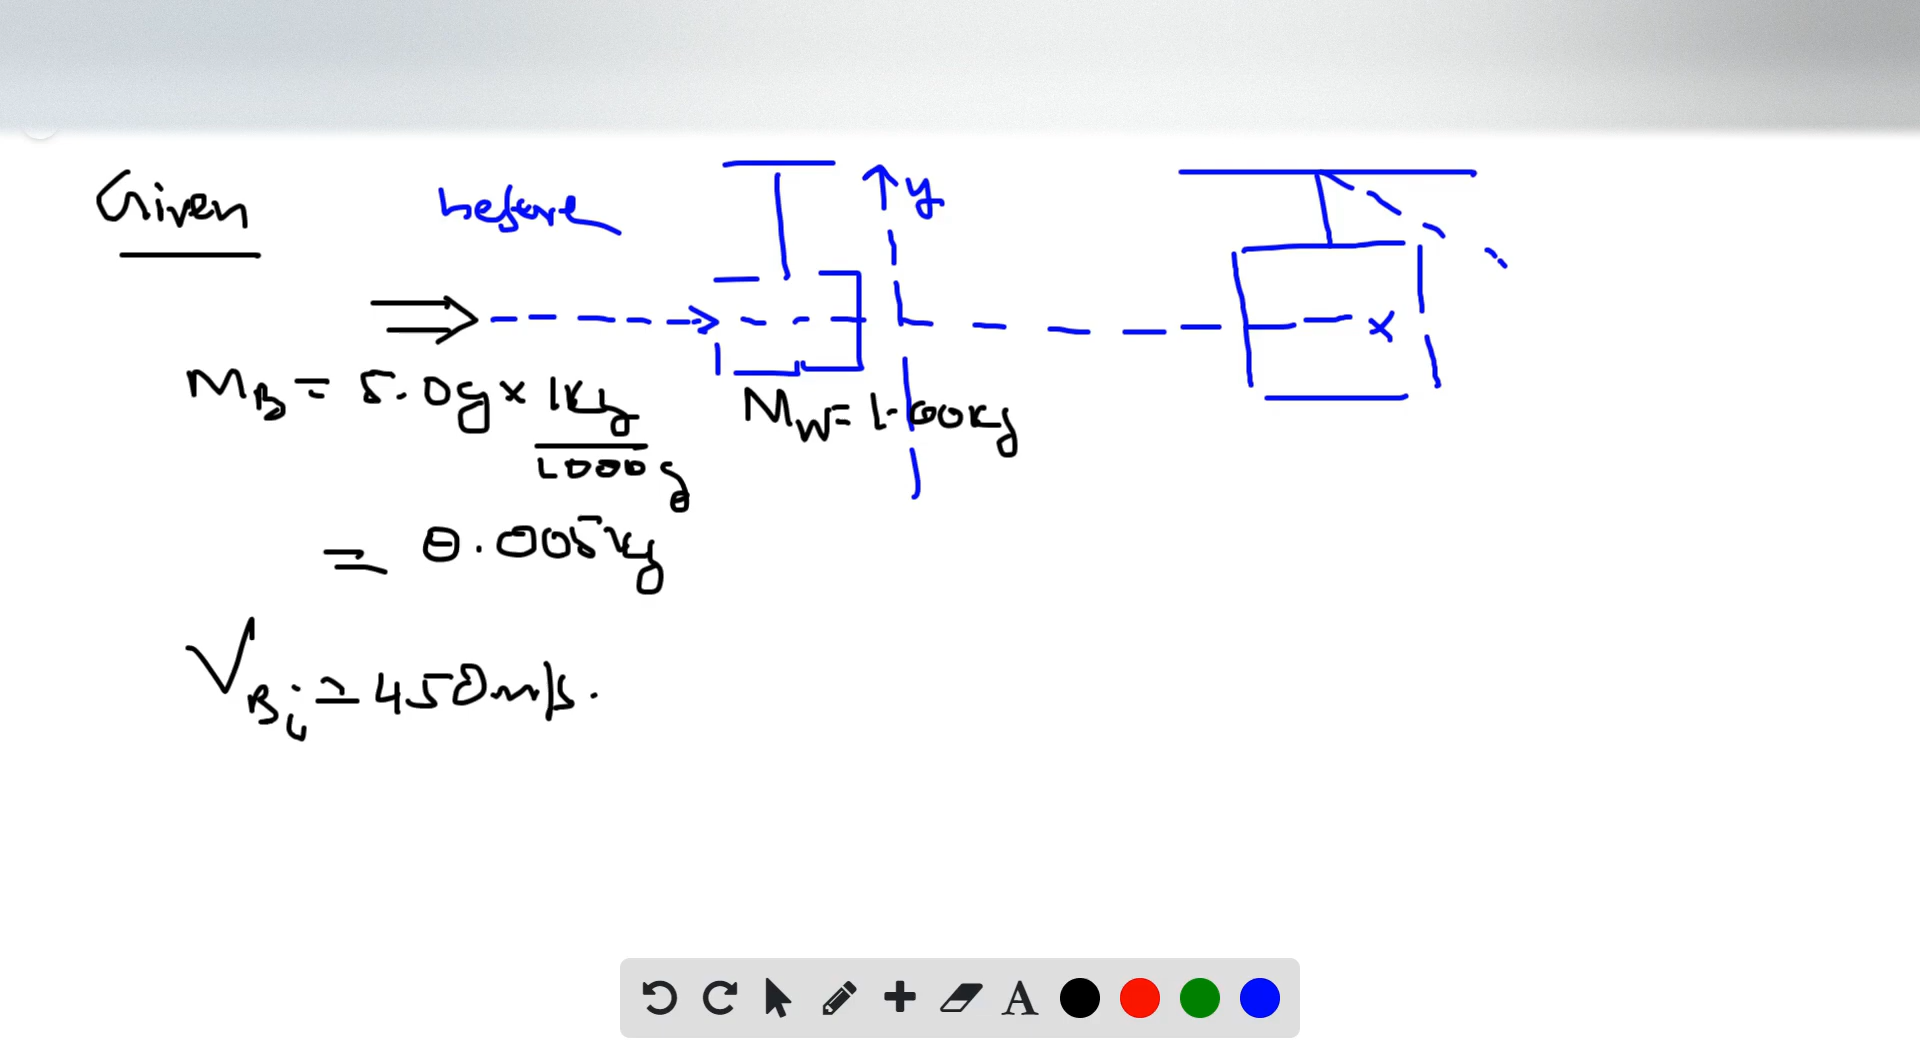 Given
before
y
x
M_B = 5.0g × 1kg
1000g
M_W = 1.00kg
= 0.005kg
V_Bi = 450m/s.
A